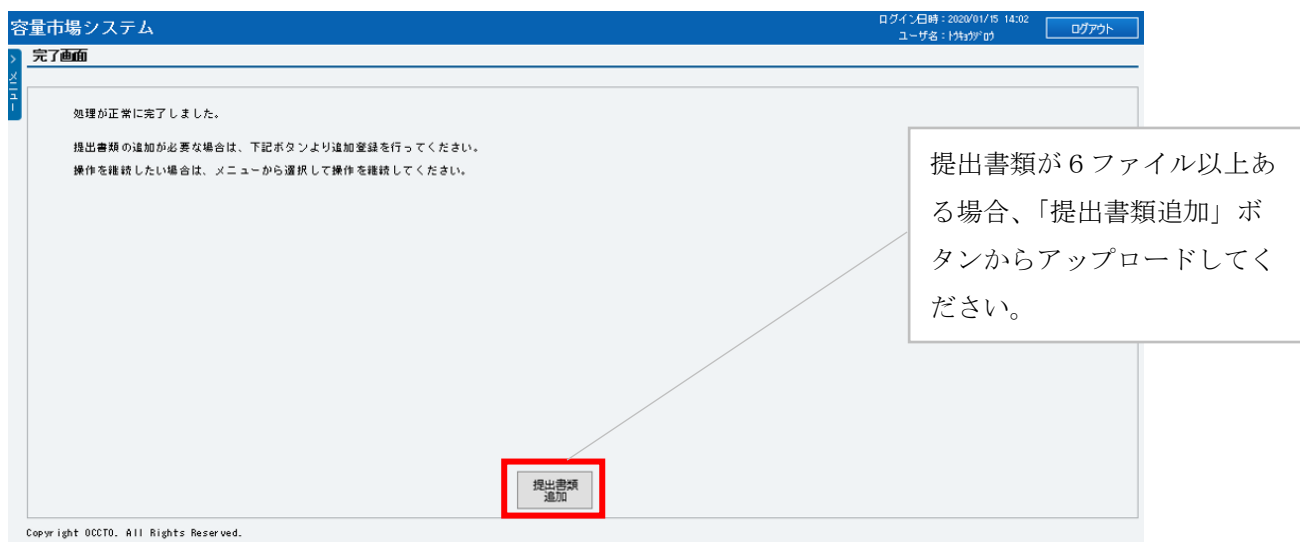 容量市場システム
ログイン日時：2020/01/15 14:02
ユーザ名：ﾄｳｷｮｳｼﾞﾛｳ
ログアウト
＞ メニュー
完了画面
処理が正常に完了しました。
提出書類の追加が必要な場合は、下記ボタンより追加登録を行ってください。
操作を継続したい場合は、メニューから選択して操作を継続してください。
提出書類が６ファイル以上あ
る場合、「提出書類追加」ボ
タンからアップロードしてく
ださい。
提出書類
追加
Copyright OCCTO. All Rights Reserved.